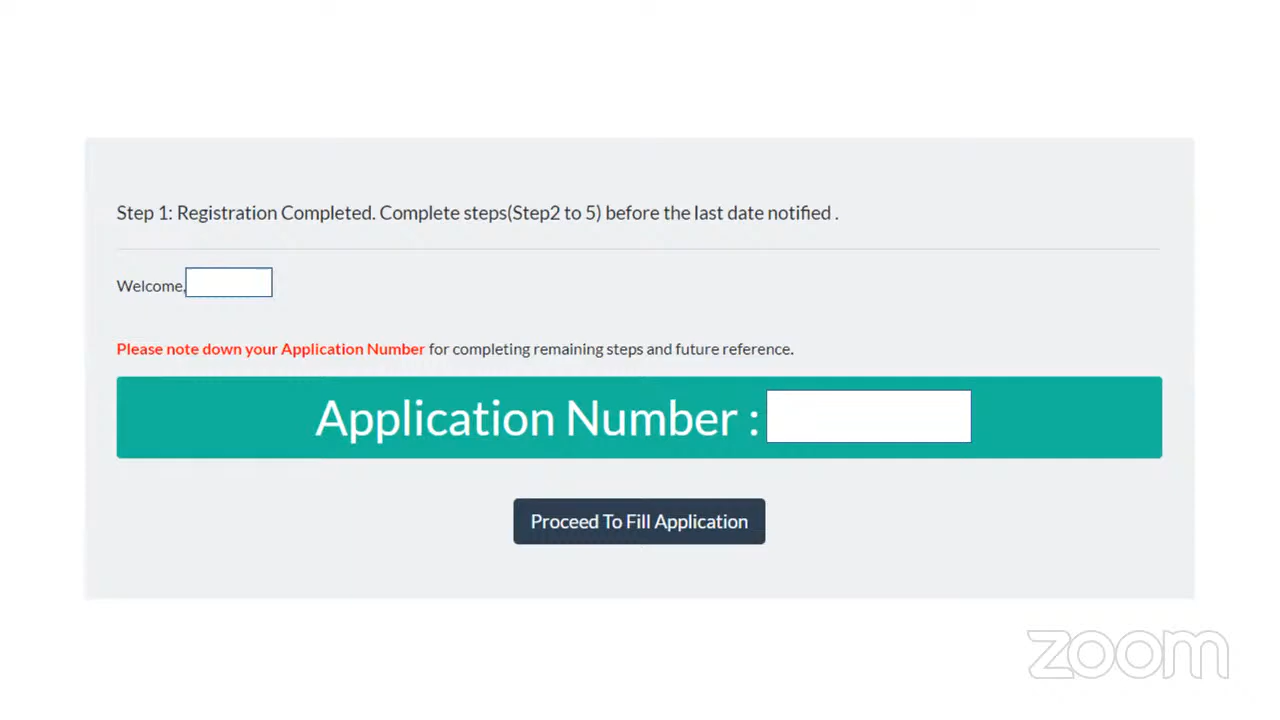 Step 1: Registration Completed. Complete steps(Step2 to 5) before the last date notified .
Welcome,
Please note down your Application Number for completing remaining steps and future reference.
Application Number :
Proceed To Fill Application
zoom